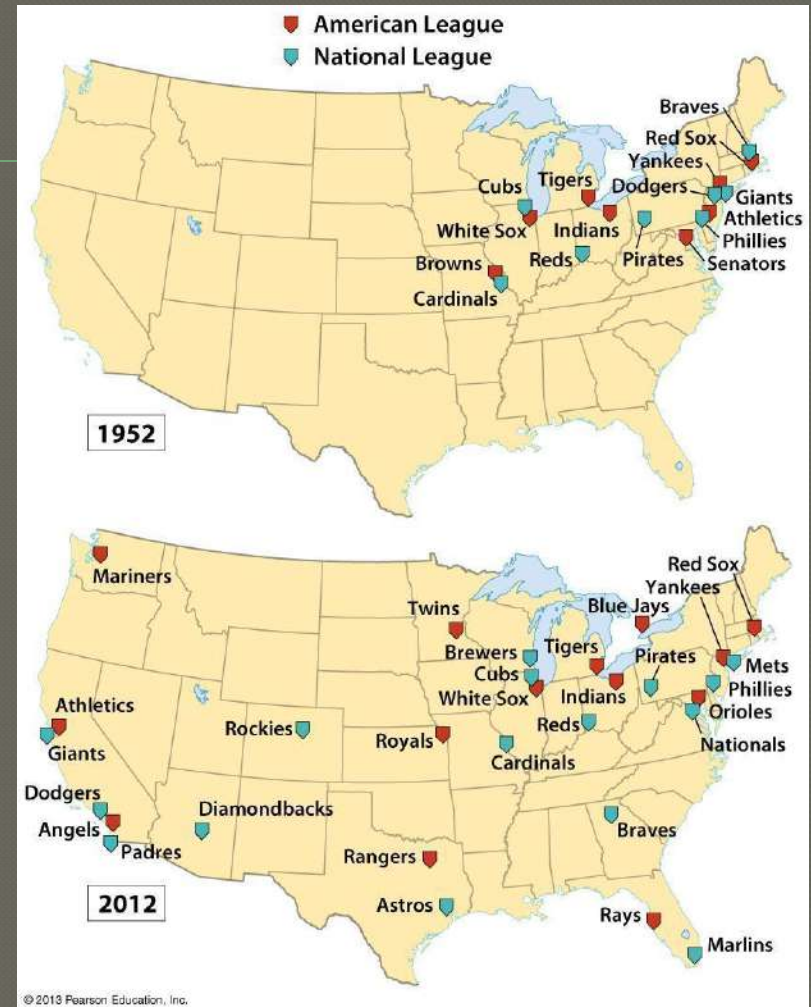 American League
National League
Braves
Red Sox
Yankees
Cubs
Tigers
Dodgers
Giants
Athletics
White Sox
Indians
Phillies
Browns
Reds
Pirates
Senators
Cardinals
1952
Mariners
Red Sox
Yankees
Twins
Blue Jays
Brewers
Tigers
Pirates
Mets
Cubs
Phillies
White Sox
Indians
Orioles
Athletics
Rockies
Royals
Reds
Nationals
Giants
Cardinals
Dodgers
Diamondbacks
Angels
Braves
Padres
Rangers
2012
Astros
Rays
Marlins
© 2013 Pearson Education, Inc.